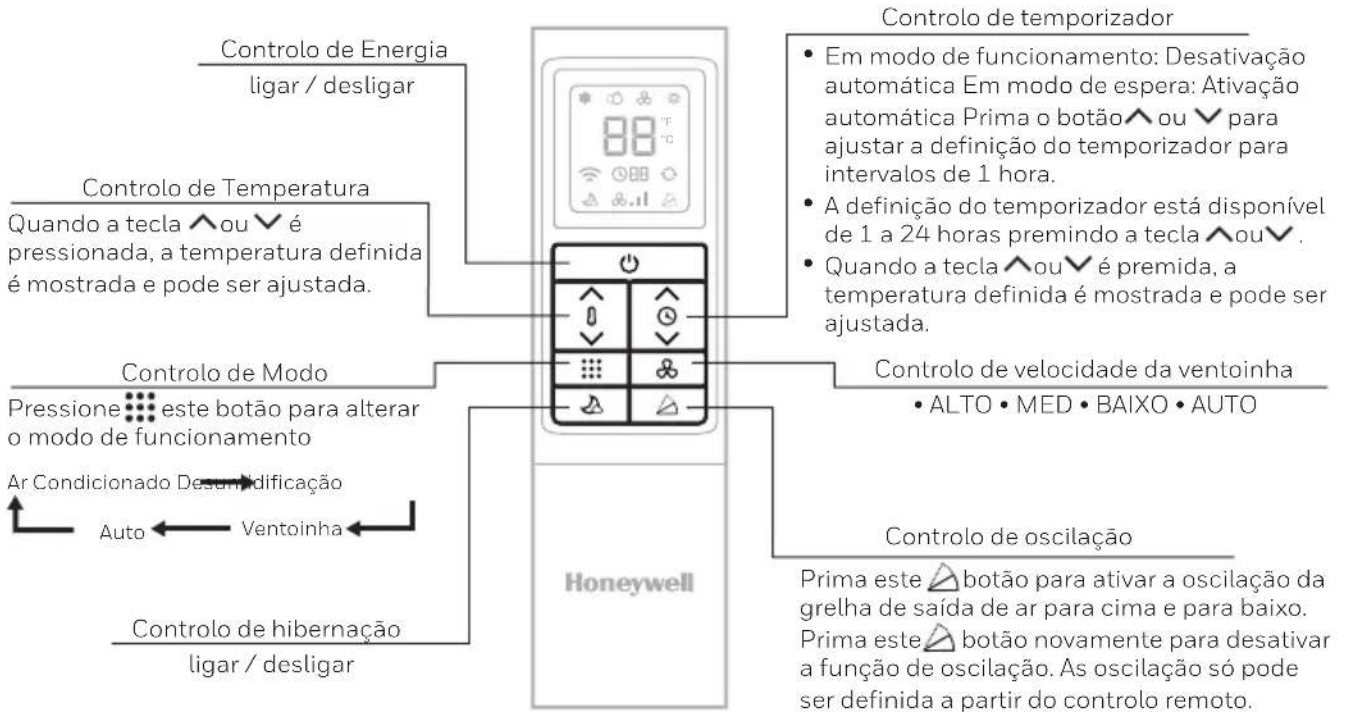 Controlo de Energia
ligar / desligar
Controlo de Temperatura
Quando a tecla ou é
pressionada, a temperatura definida
é mostrada e pode ser ajustada.
Controlo de Modo
Pressione este botão para alterar
o modo de funcionamento
Ar Condicionado Desumidificação
Auto Ventoinha
Controlo de hibernação
ligar / desligar
°F
88 °C
88
Honeywell
Controlo de temporizador
• Em modo de funcionamento: Desativação
automática Em modo de espera: Ativação
automática Prima o botão ou para
ajustar a definição do temporizador para
intervalos de 1 hora.
• A definição do temporizador está disponível
de 1 a 24 horas premindo a tecla ou .
• Quando a tecla ou é premida, a
temperatura definida é mostrada e pode ser
ajustada.
Controlo de velocidade da ventoinha
• ALTO • MED • BAIXO • AUTO
Controlo de oscilação
Prima este botão para ativar a oscilação da
grelha de saída de ar para cima e para baixo.
Prima este botão novamente para desativar
a função de oscilação. As oscilação só pode
ser definida a partir do controlo remoto.